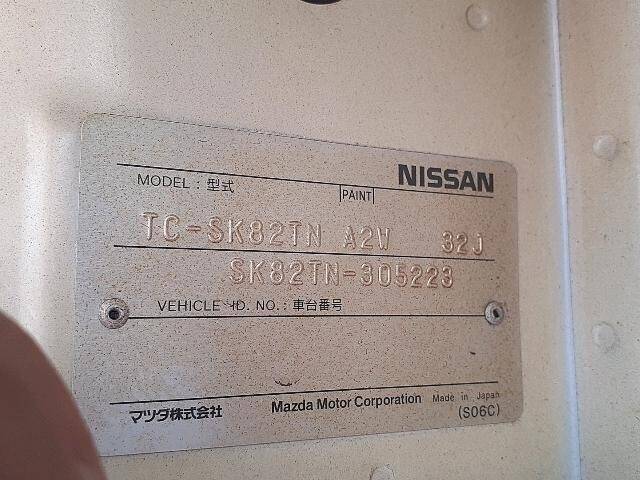 NISSAN
MODEL : 型式 PAINT
TC-SK82TN A2W 32J
SK82TN-305223
VEHICLE ID. NO. : 車台番号
マツダ株式会社 Mazda Motor Corporation Made in Japan
(S06C)